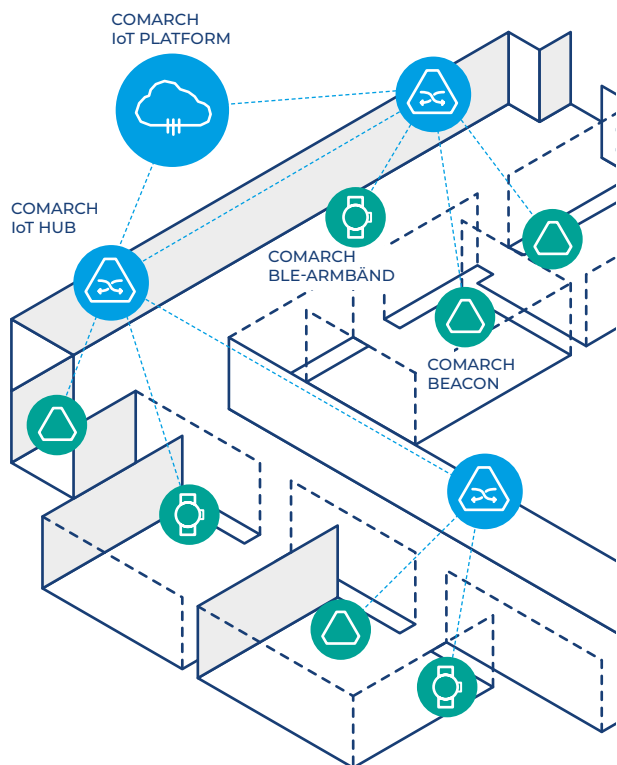 COMARCH
IoT PLATFORM
COMARCH
IoT HUB
COMARCH
BLE-ARMBÄND
COMARCH
BEACON